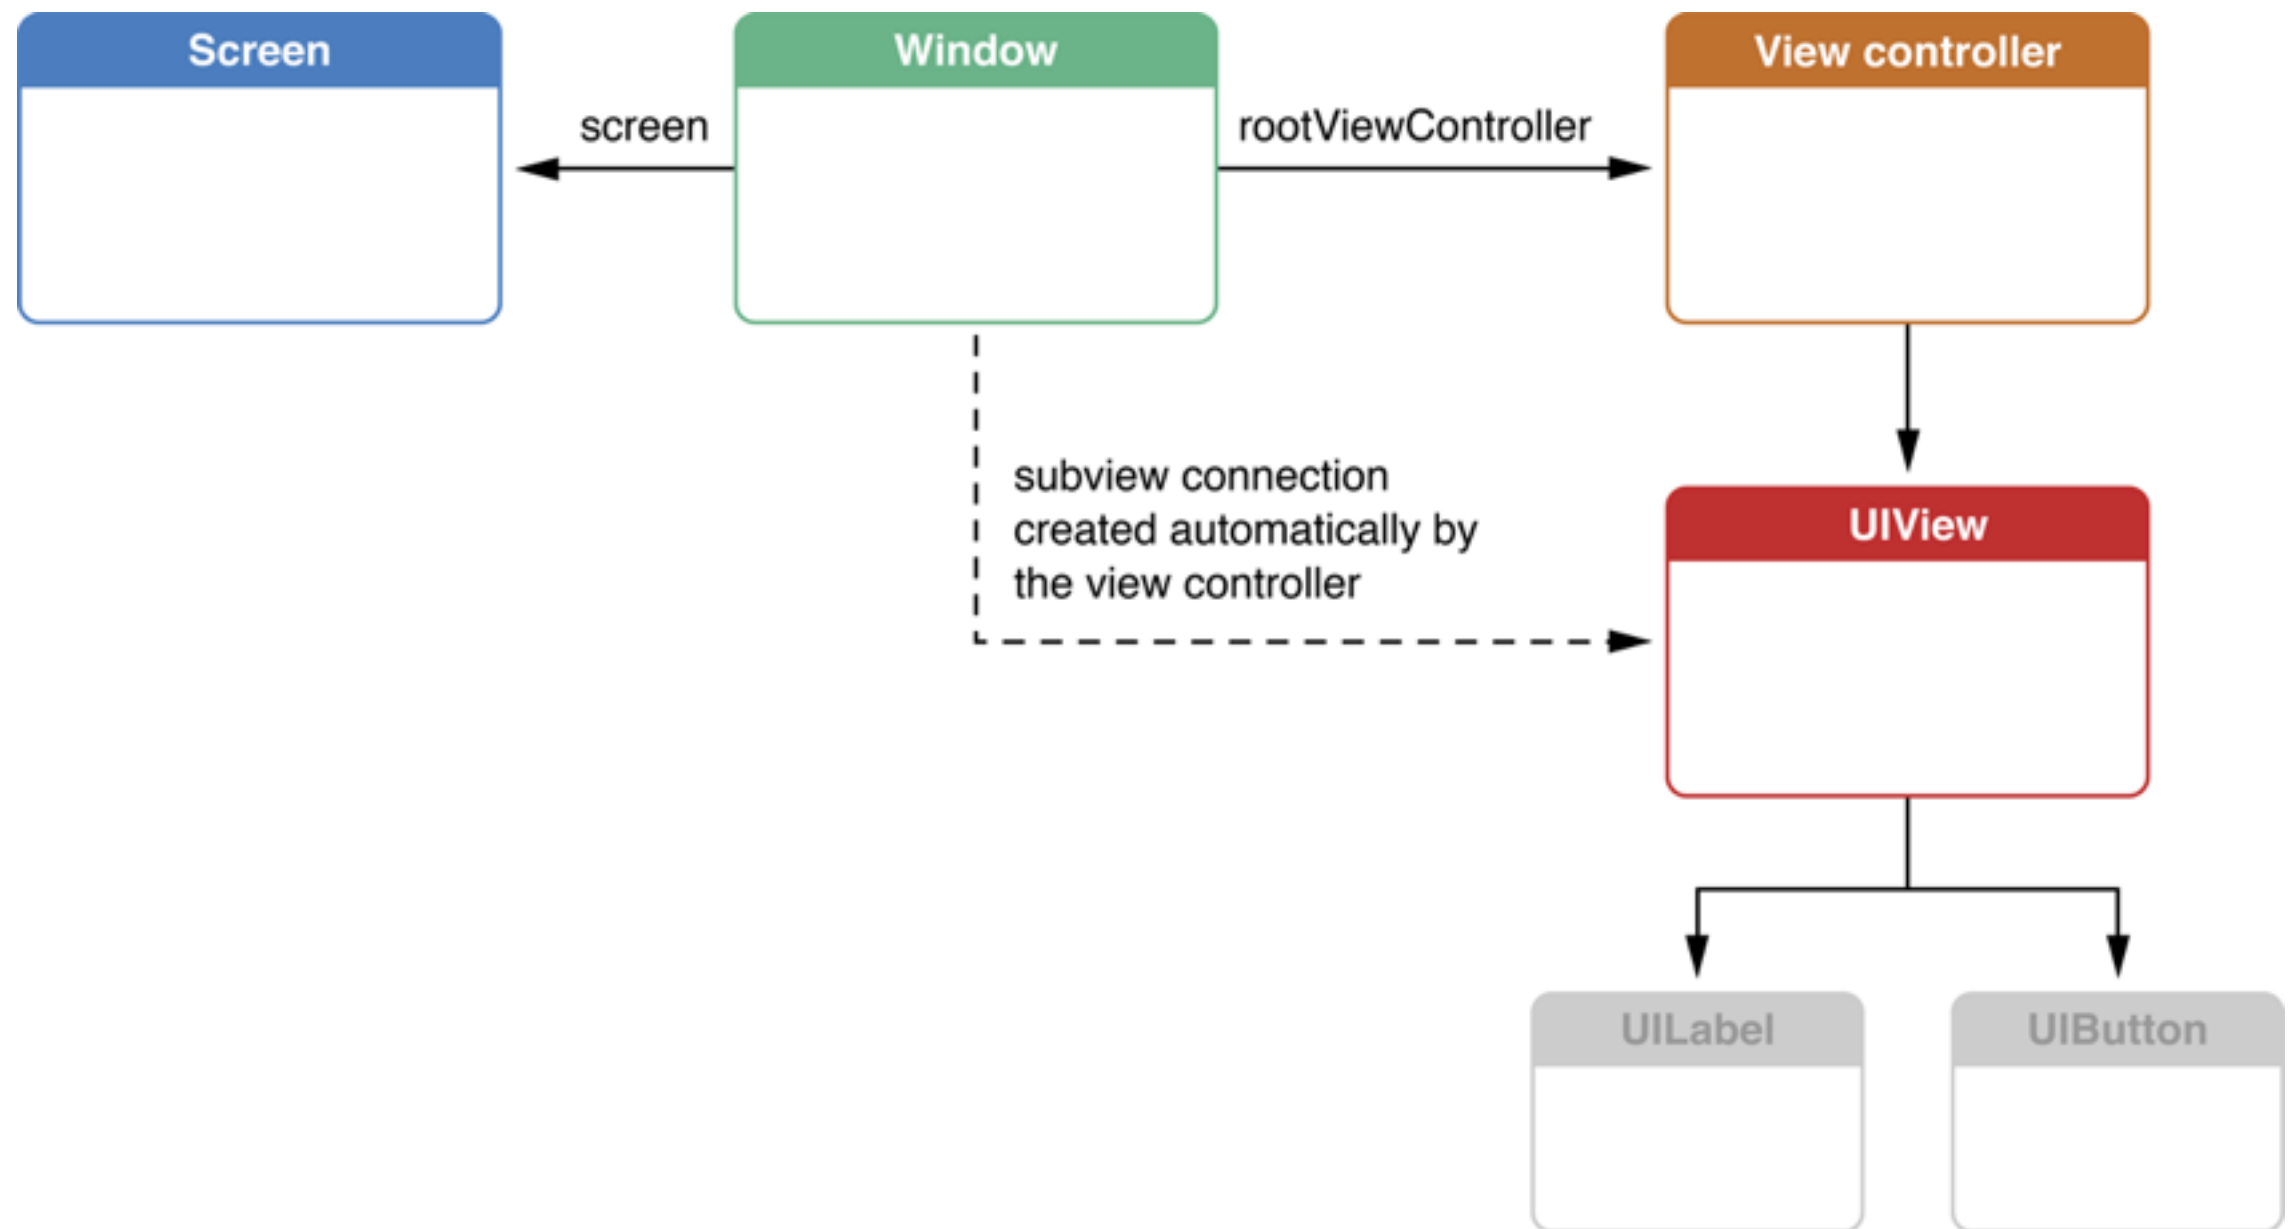 Screen
Window
View controller
screen
rootViewController
subview connection
created automatically by
the view controller
UIView
UILabel
UIButton